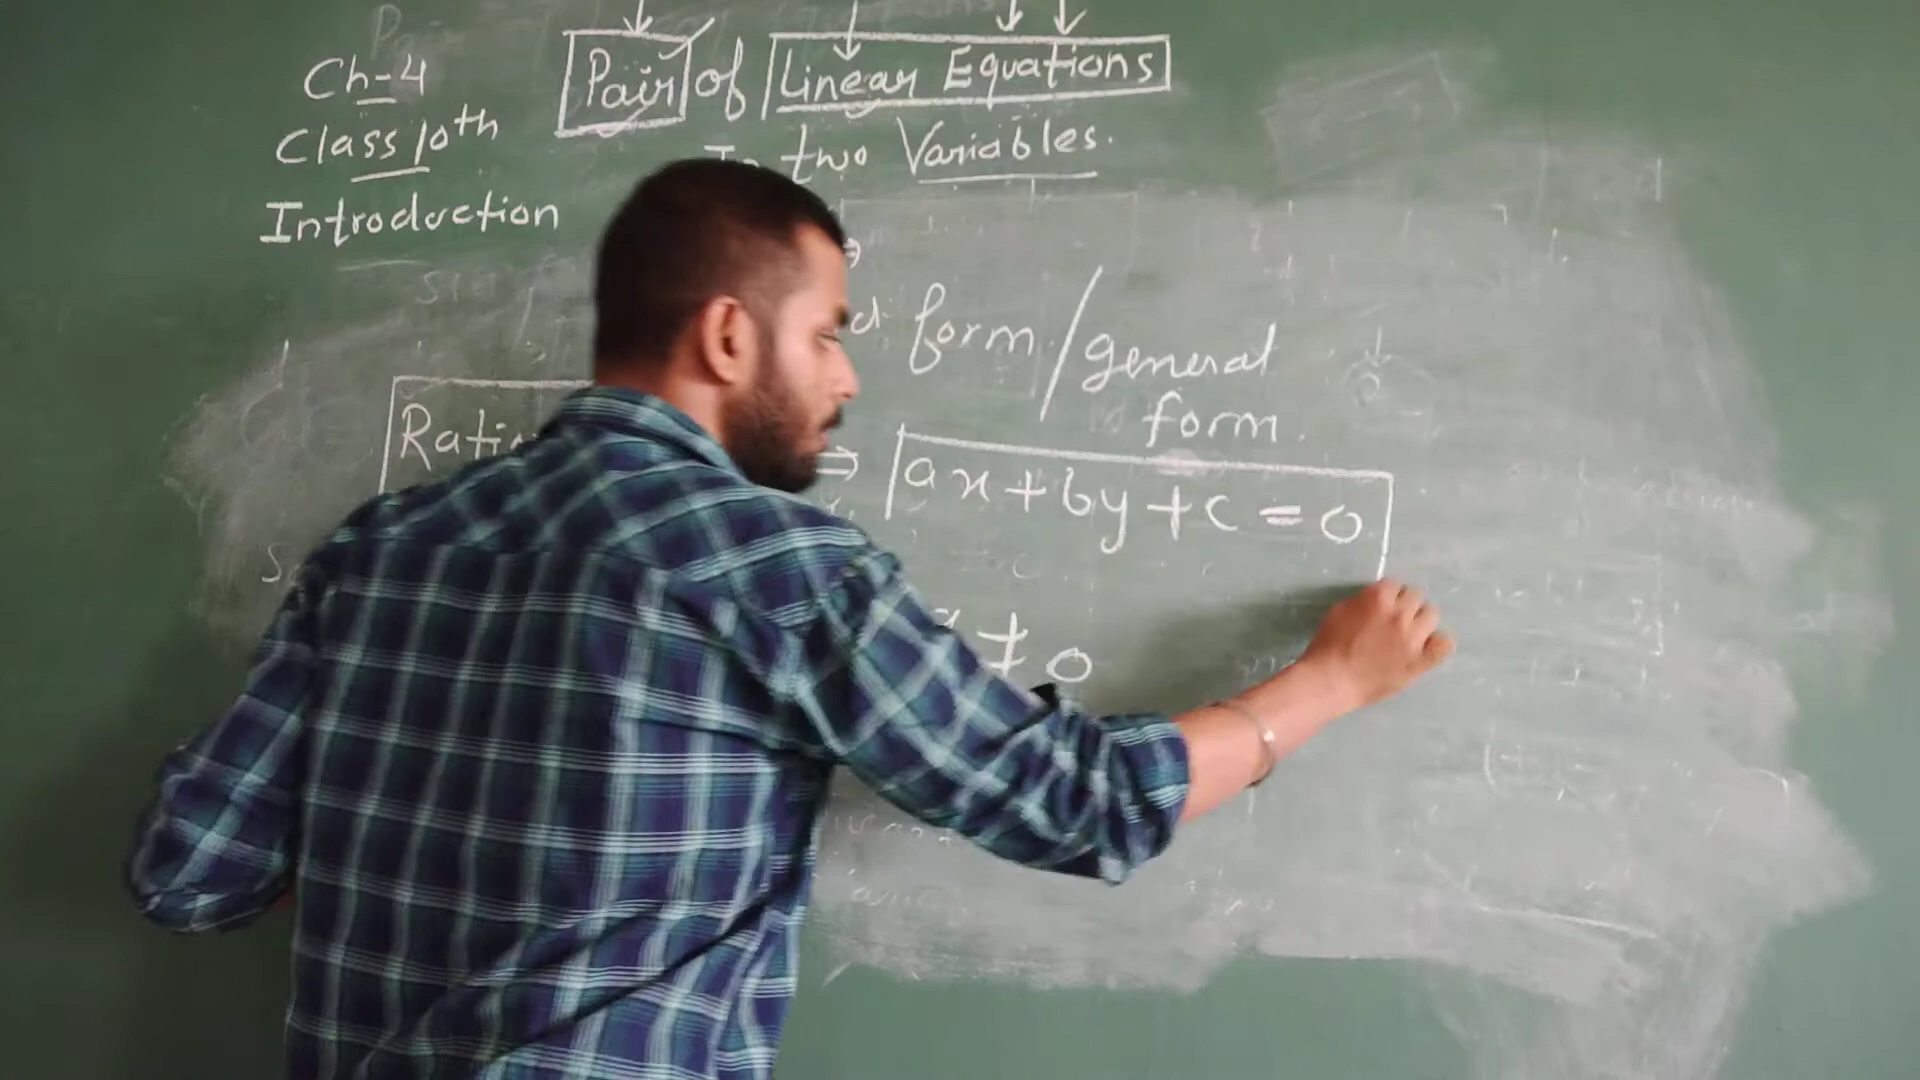 Ch-4
Pair of Linear Equations
Class 10th
In two Variables.
Introduction
form / general
form.
⇒ ax + by + c = 0
≠ 0